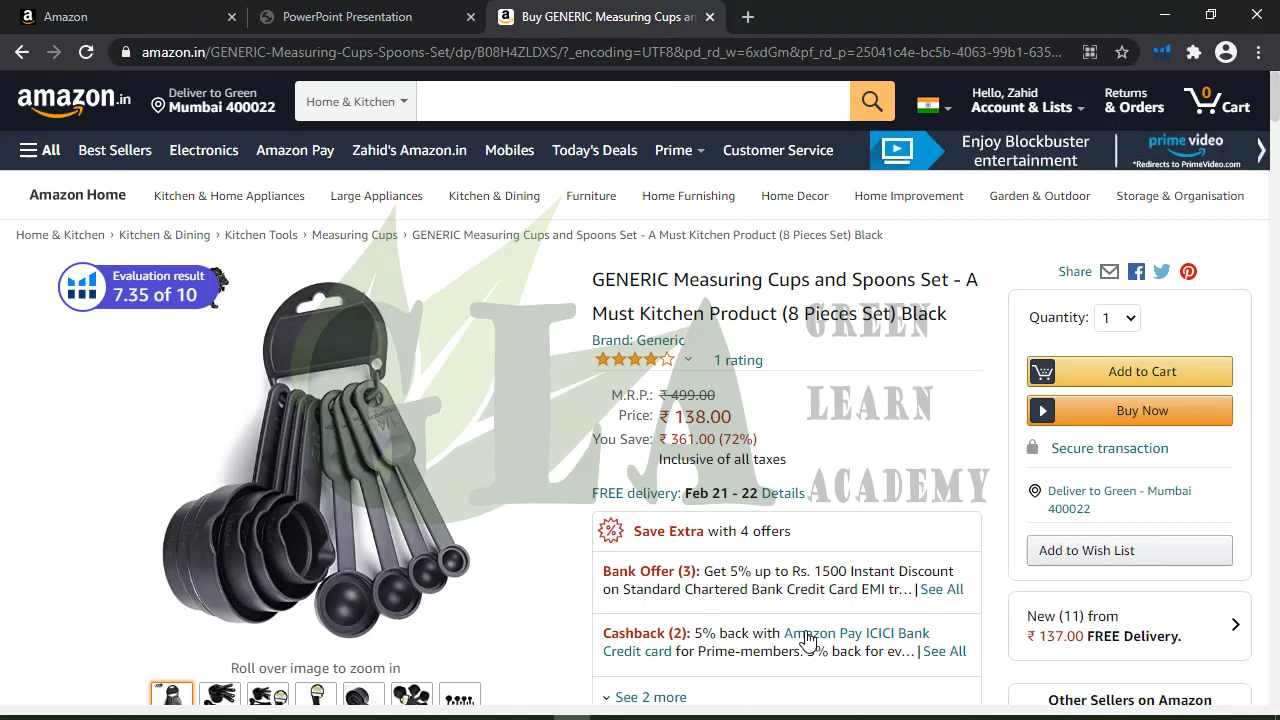 Amazon
PowerPoint Presentation
Buy GENERIC Measuring Cups an
amazon.in/GENERIC-Measuring-Cups-Spoons-Set/dp/B08H4ZLDXS/?_encoding=UTF8&pd_rd_w=6xdGm&pf_rd_p=25041c4e-bc5b-4063-99b1-635...
amazon.in
Deliver to Green
Mumbai 400022
Home & Kitchen
Hello, Zahid
Account & Lists
Returns
& Orders
0
Cart
All
Best Sellers
Electronics
Amazon Pay
Zahid's Amazon.in
Mobiles
Today's Deals
Prime
Customer Service
Enjoy Blockbuster
entertainment
prime video
*Redirects to PrimeVideo.com
Amazon Home
Kitchen & Home Appliances
Large Appliances
Kitchen & Dining
Furniture
Home Furnishing
Home Decor
Home Improvement
Garden & Outdoor
Storage & Organisation
Home & Kitchen › Kitchen & Dining › Kitchen Tools › Measuring Cups › GENERIC Measuring Cups and Spoons Set - A Must Kitchen Product (8 Pieces Set) Black
Evaluation result
7.35 of 10
Roll over image to zoom in
GLA
GREEN
LEARN
ACADEMY
GENERIC Measuring Cups and Spoons Set - A
Must Kitchen Product (8 Pieces Set) Black
Brand: Generic
1 rating
M.R.P.: ₹ 499.00
Price: ₹ 138.00
You Save: ₹ 361.00 (72%)
Inclusive of all taxes
FREE delivery: Feb 21 - 22 Details
Save Extra with 4 offers
Bank Offer (3): Get 5% up to Rs. 1500 Instant Discount
on Standard Chartered Bank Credit Card EMI tr... | See All
Cashback (2): 5% back with Amazon Pay ICICI Bank
Credit card for Prime-members. 3% back for ev... | See All
See 2 more
Share
Quantity: 1
Add to Cart
Buy Now
Secure transaction
Deliver to Green - Mumbai
400022
Add to Wish List
New (11) from
₹ 137.00 FREE Delivery.
Other Sellers on Amazon